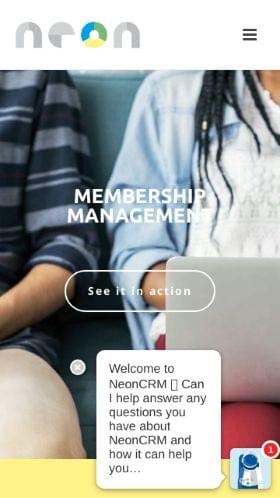 neon
MEMBERSHIP
MANAGEMENT
See it in action
Welcome to
NeonCRM ▯ Can
I help answer any
questions you
have about
NeonCRM and
how it can help
you…
1